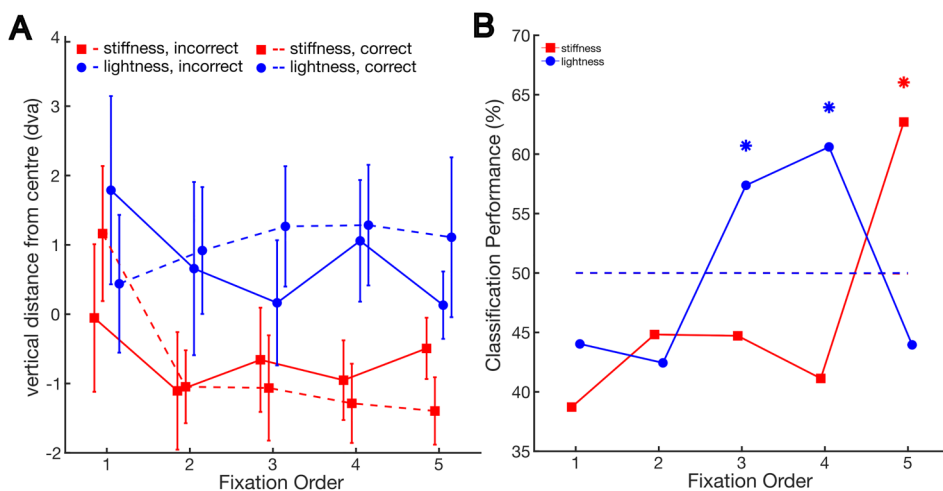 A
stiffness, incorrect
stiffness, correct
lightness, incorrect
lightness, correct
4
3
2
1
0
-1
-2
vertical distance from centre (dva)
1 2 3 4 5
Fixation Order
B
stiffness
lightness
70
65
60
55
50
45
40
35
Classification Performance (%)
1 2 3 4 5
Fixation Order